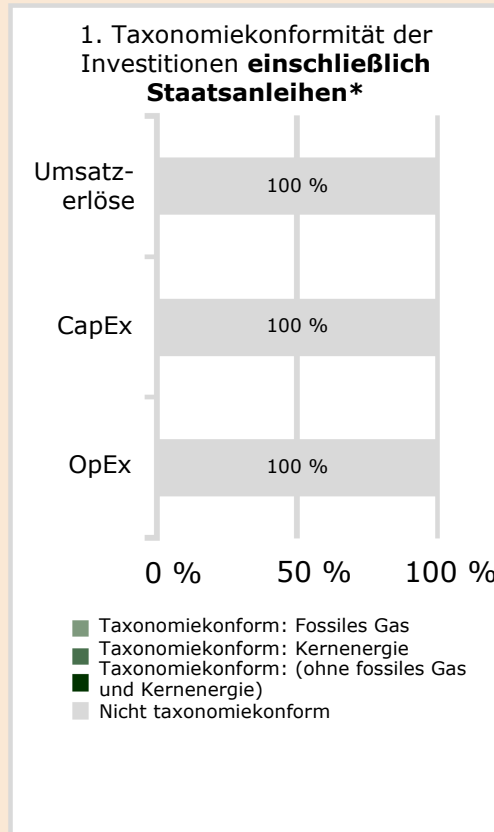 1. Taxonomiekonformität der
Investitionen einschließlich
Staatsanleihen*
Umsatz-
erlöse
100 %
CapEx
100 %
OpEx
100 %
0 %
50 %
100 %
Taxonomiekonform: Fossiles Gas
Taxonomiekonform: Kernenergie
Taxonomiekonform: (ohne fossiles Gas
und Kernenergie)
Nicht taxonomiekonform